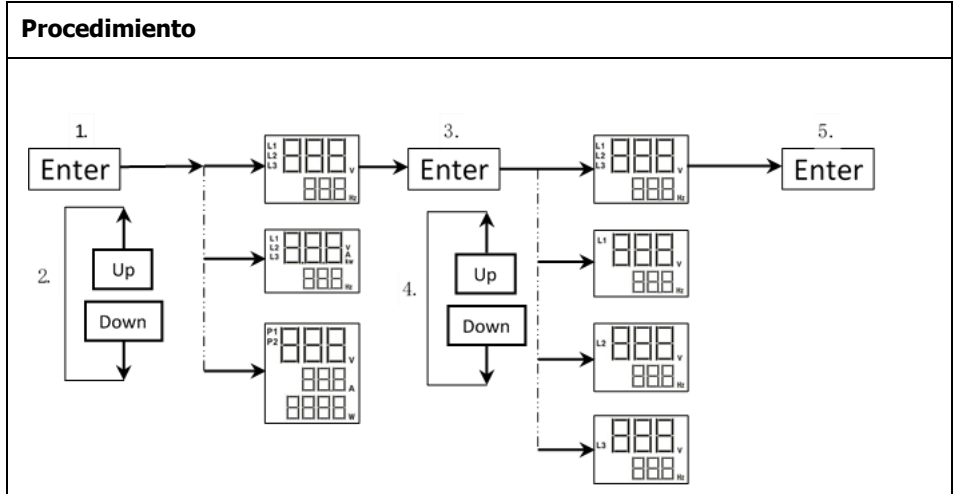 Procedimiento
1.
Enter
2.
Up
Down
L1
L2
L3
V
Hz
L1
L2
L3
V
A
kw
Hz
P1
P2
V
A
W
3.
Enter
4.
Up
Down
L1
L2
L3
V
Hz
L1
V
Hz
L2
V
Hz
L3
V
Hz
5.
Enter